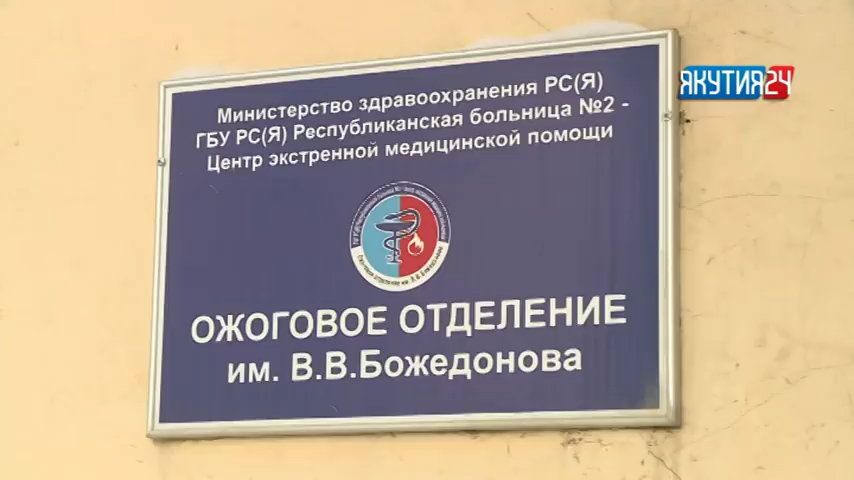 ЯКУТИЯ24
Министерство здравоохранения РС(Я)
ГБУ РС(Я) Республиканская больница №2 -
Центр экстренной медицинской помощи
ОЖОГОВОЕ ОТДЕЛЕНИЕ
им. В.В.Божедонова